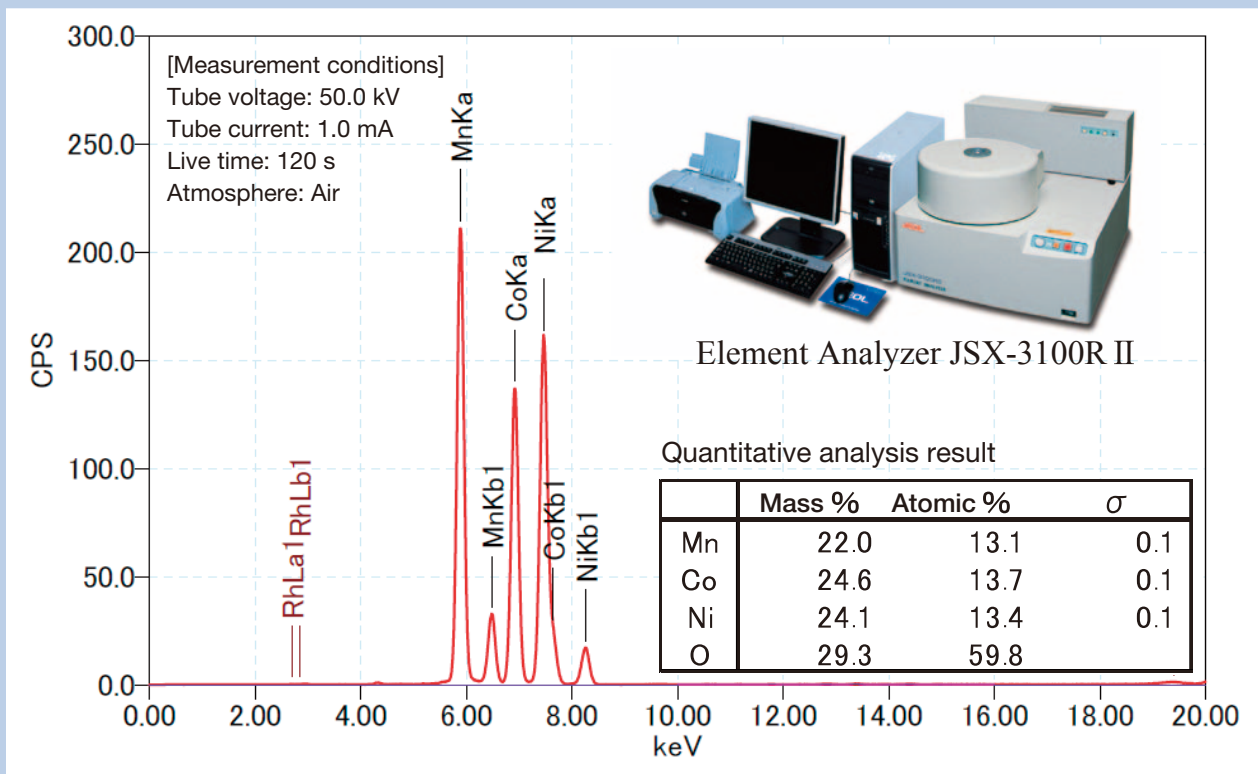 300.0
250.0
200.0
150.0
100.0
50.0
0.0
CPS
[Measurement conditions]
Tube voltage: 50.0 kV
Tube current: 1.0 mA
Live time: 120 s
Atmosphere: Air
RhLa1
RhLb1
MnKa
MnKb1
CoKa
NiKa
CoKb1
NiKb1
Element Analyzer JSX-3100R II
Quantitative analysis result
Mass % Atomic % σ
Mn 22.0 13.1 0.1
Co 24.6 13.7 0.1
Ni 24.1 13.4 0.1
O 29.3 59.8
0.00 2.00 4.00 6.00 8.00 10.00 12.00 14.00 16.00 18.00 20.00
keV